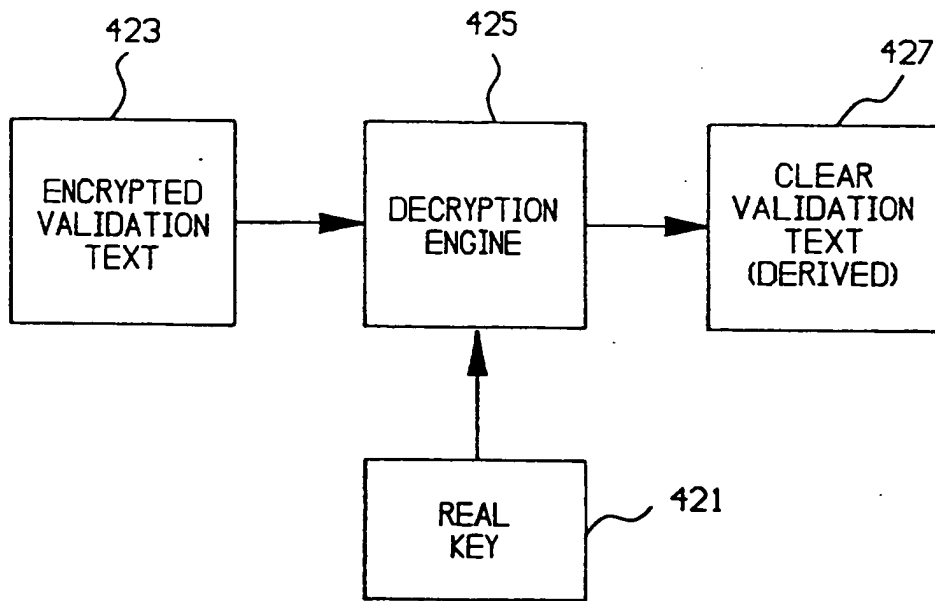 423
425
427
ENCRYPTED
VALIDATION
TEXT
DECRYPTION
ENGINE
CLEAR
VALIDATION
TEXT
(DERIVED)
REAL
KEY
421